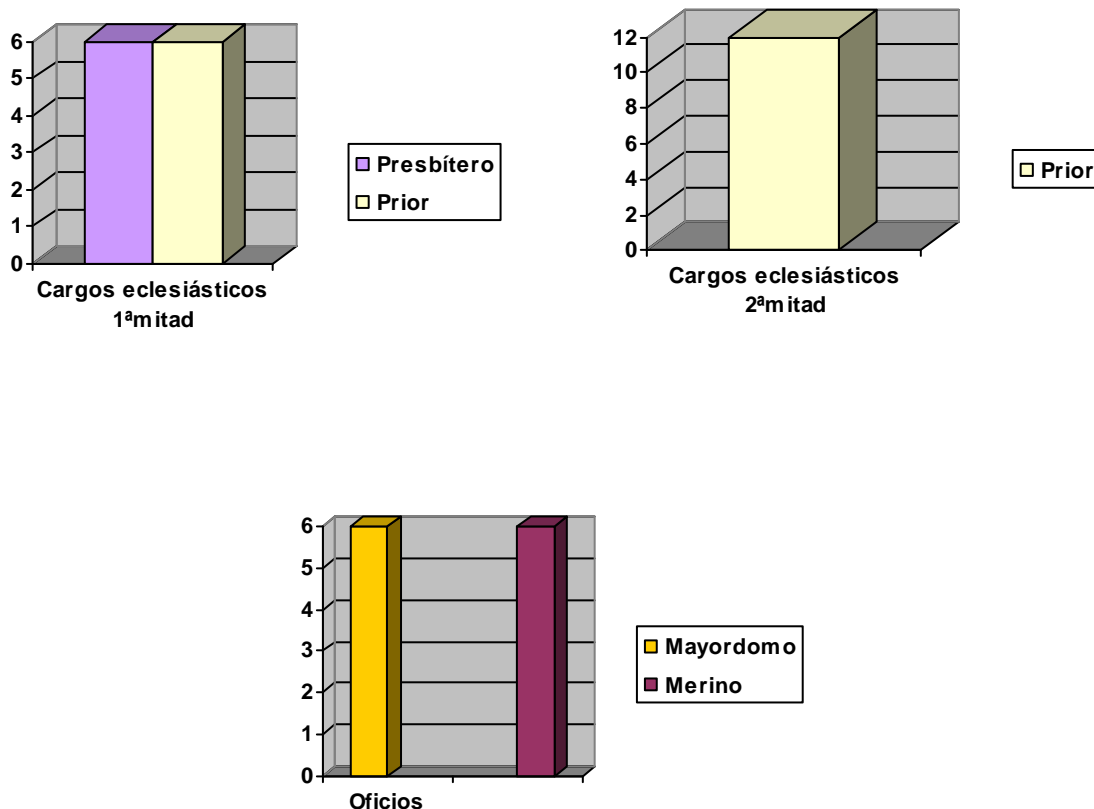 6
5
4
3
2
1
0
Cargos eclesiásticos
1ªmitad
Presbítero
Prior
12
10
8
6
4
2
0
Cargos eclesiásticos
2ªmitad
Prior
6
5
4
3
2
1
0
Oficios
Mayordomo
Merino